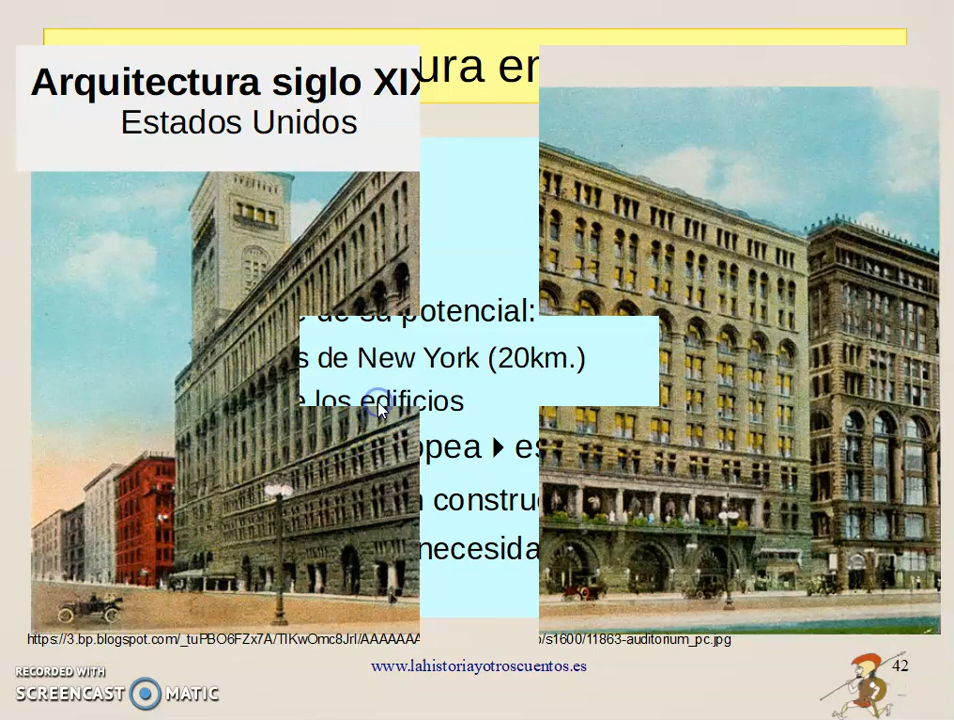 ura en
Arquitectura siglo XIX
Estados Unidos
de su potencial:
s de New York (20km.)
e los edificios
opea ▸ es
n constru
necesida
https://3.bp.blogspot.com/_tuPBO6FZx7A/TIKwOmc8JrI/AAAAAAA
/s1600/11863-auditorium_pc.jpg
www.lahistoriayotroscuentos.es
42
RECORDED WITH
SCREENCAST MATIC